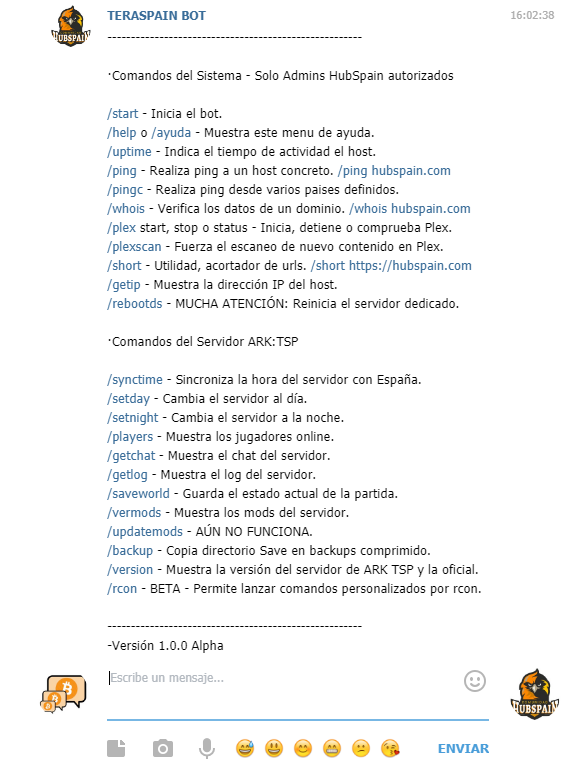 TERASPAIN BOT 16:02:38
-----------------------------------------------------
·Comandos del Sistema - Solo Admins HubSpain autorizados
/start - Inicia el bot.
/help o /ayuda - Muestra este menu de ayuda.
/uptime - Indica el tiempo de actividad el host.
/ping - Realiza ping a un host concreto. /ping hubspain.com
/pingc - Realiza ping desde varios paises definidos.
/whois - Verifica los datos de un dominio. /whois hubspain.com
/plex start, stop o status - Inicia, detiene o comprueba Plex.
/plexscan - Fuerza el escaneo de nuevo contenido en Plex.
/short - Utilidad, acortador de urls. /short https://hubspain.com
/getip - Muestra la dirección IP del host.
/rebootds - MUCHA ATENCIÓN: Reinicia el servidor dedicado.
·Comandos del Servidor ARK:TSP
/synctime - Sincroniza la hora del servidor con España.
/setday - Cambia el servidor al día.
/setnight - Cambia el servidor a la noche.
/players - Muestra los jugadores online.
/getchat - Muestra el chat del servidor.
/getlog - Muestra el log del servidor.
/saveworld - Guarda el estado actual de la partida.
/vermods - Muestra los mods del servidor.
/updatemods - AÚN NO FUNCIONA.
/backup - Copia directorio Save en backups comprimido.
/version - Muestra la versión del servidor de ARK TSP y la oficial.
/rcon - BETA - Permite lanzar comandos personalizados por rcon.
-----------------------------------------------------
-Versión 1.0.0 Alpha
Escribe un mensaje...
HUBSPAIN
HUBSPAIN
ENVIAR